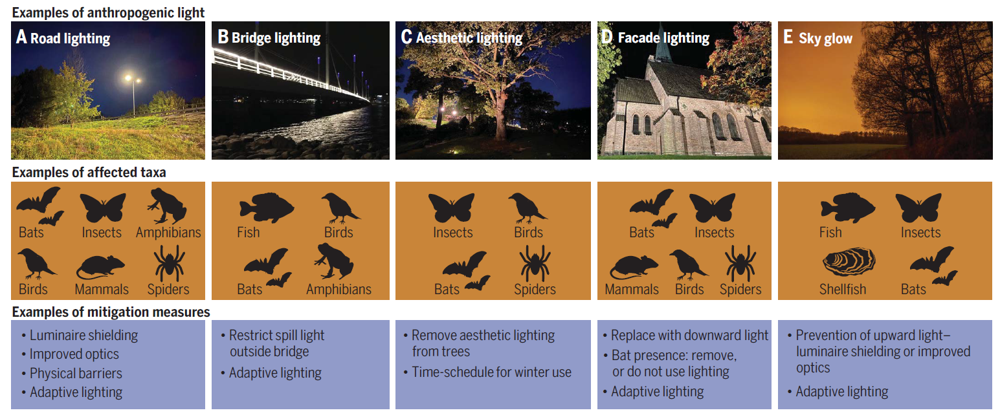 Examples of anthropogenic light
A Road lighting
B Bridge lighting
C Aesthetic lighting
D Facade lighting
E Sky glow
Examples of affected taxa
Bats Insects Amphibians
Birds Mammals Spiders
Fish Birds
Bats Amphibians
Insects Birds
Bats Spiders
Bats Insects
Mammals Birds Spiders
Fish Insects
Shellfish Bats
Examples of mitigation measures
• Luminaire shielding
• Improved optics
• Physical barriers
• Adaptive lighting
• Restrict spill light
outside bridge
• Adaptive lighting
• Remove aesthetic lighting
from trees
• Time-schedule for winter use
• Replace with downward light
• Bat presence: remove,
or do not use lighting
• Adaptive lighting
• Prevention of upward light–
luminaire shielding or improved
optics
• Adaptive lighting